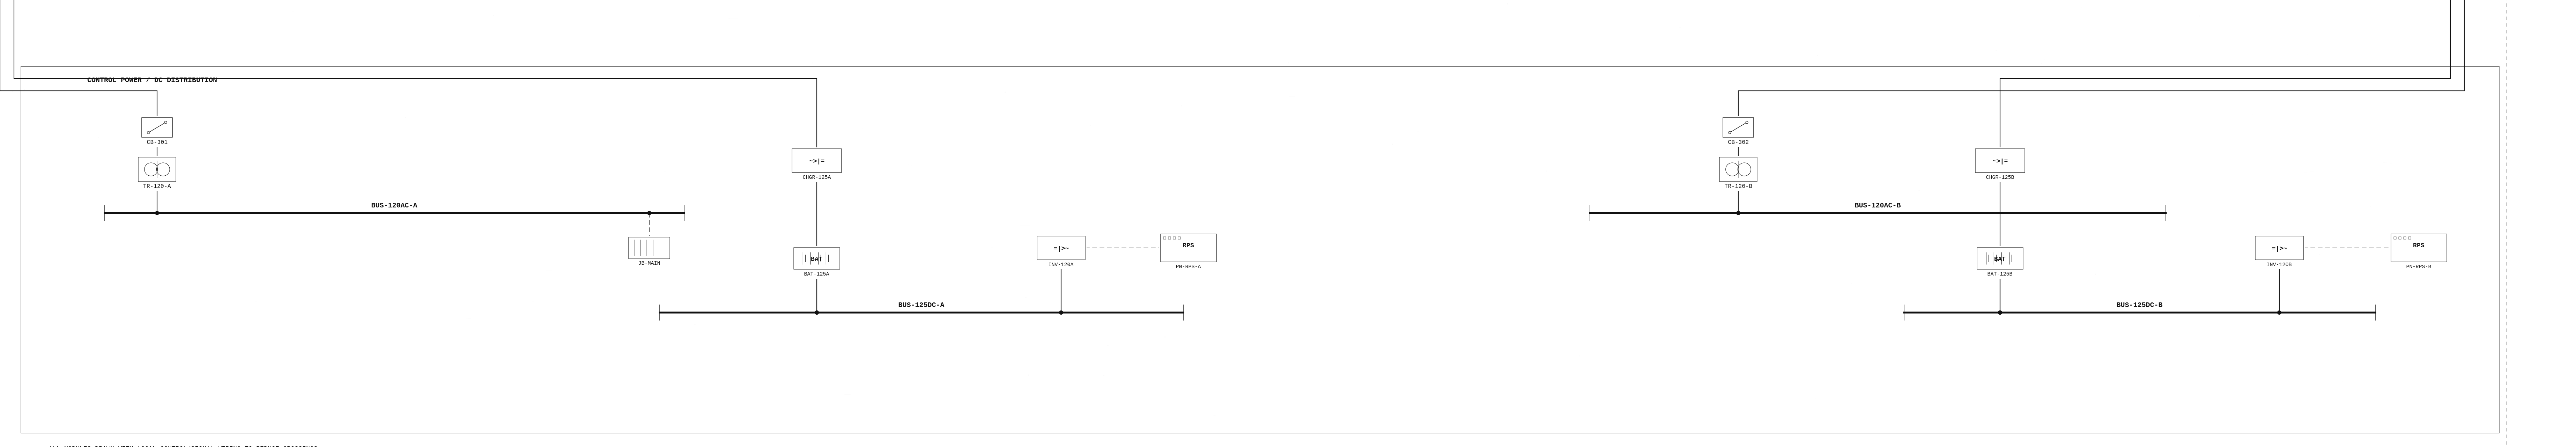 CONTROL POWER / DC DISTRIBUTION
CB-301
TR-120-A
BUS-120AC-A
JB-MAIN
~>|=
CHGR-125A
BAT
BAT-125A
=|>~
INV-120A
RPS
PN-RPS-A
BUS-125DC-A
CB-302
TR-120-B
BUS-120AC-B
~>|=
CHGR-125B
BAT
BAT-125B
=|>~
INV-120B
RPS
PN-RPS-B
BUS-125DC-B